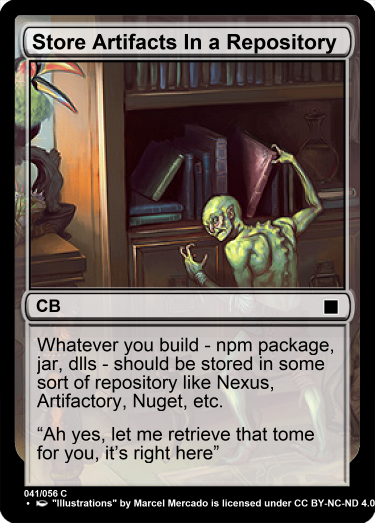 Store Artifacts In a Repository
CB
Whatever you build - npm package,
jar, dlls - should be stored in some
sort of repository like Nexus,
Artifactory, Nuget, etc.
“Ah yes, let me retrieve that tome
for you, it’s right here”
041/056 C
• "Illustrations" by Marcel Mercado is licensed under CC BY-NC-ND 4.0